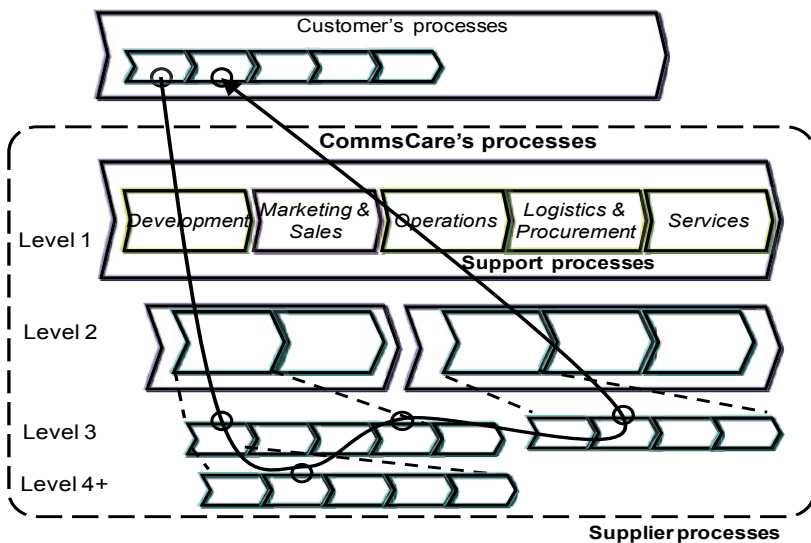 Customer's processes
CommsCare's processes
Level 1
Development
Marketing &
Sales
Operations
Logistics &
Procurement
Services
Support processes
Level 2
Level 3
Level 4+
Supplier processes